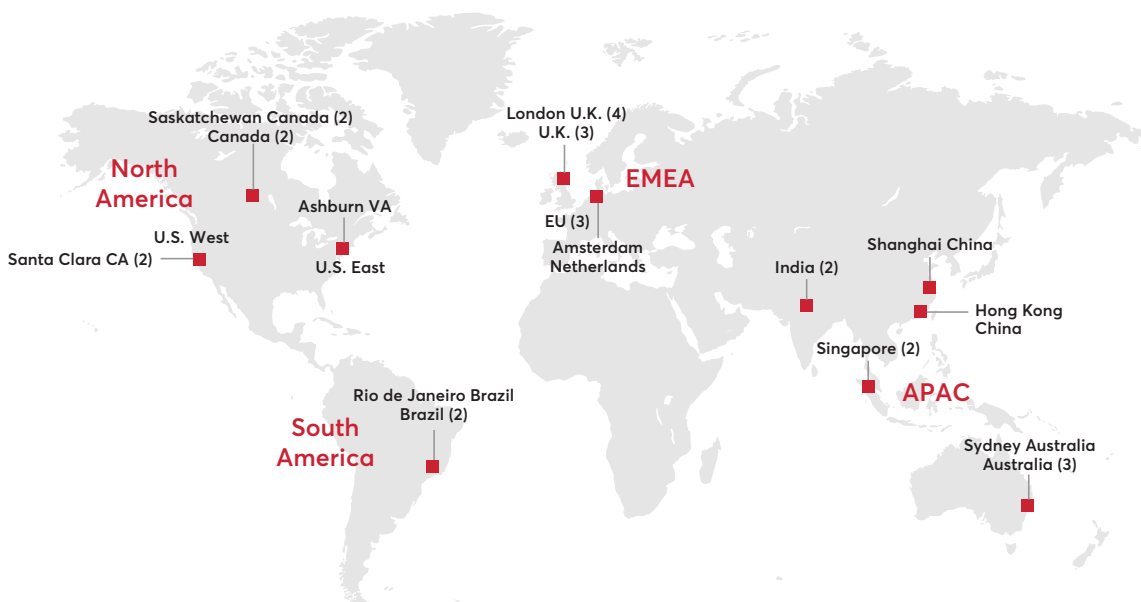 Saskatchewan Canada (2)
Canada (2)
North
America
Ashburn VA
U.S. West
Santa Clara CA (2)
U.S. East
London U.K. (4)
U.K. (3)
EMEA
EU (3)
Amsterdam
Netherlands
Shanghai China
India (2)
Hong Kong
China
Singapore (2)
APAC
Rio de Janeiro Brazil
Brazil (2)
South
America
Sydney Australia
Australia (3)